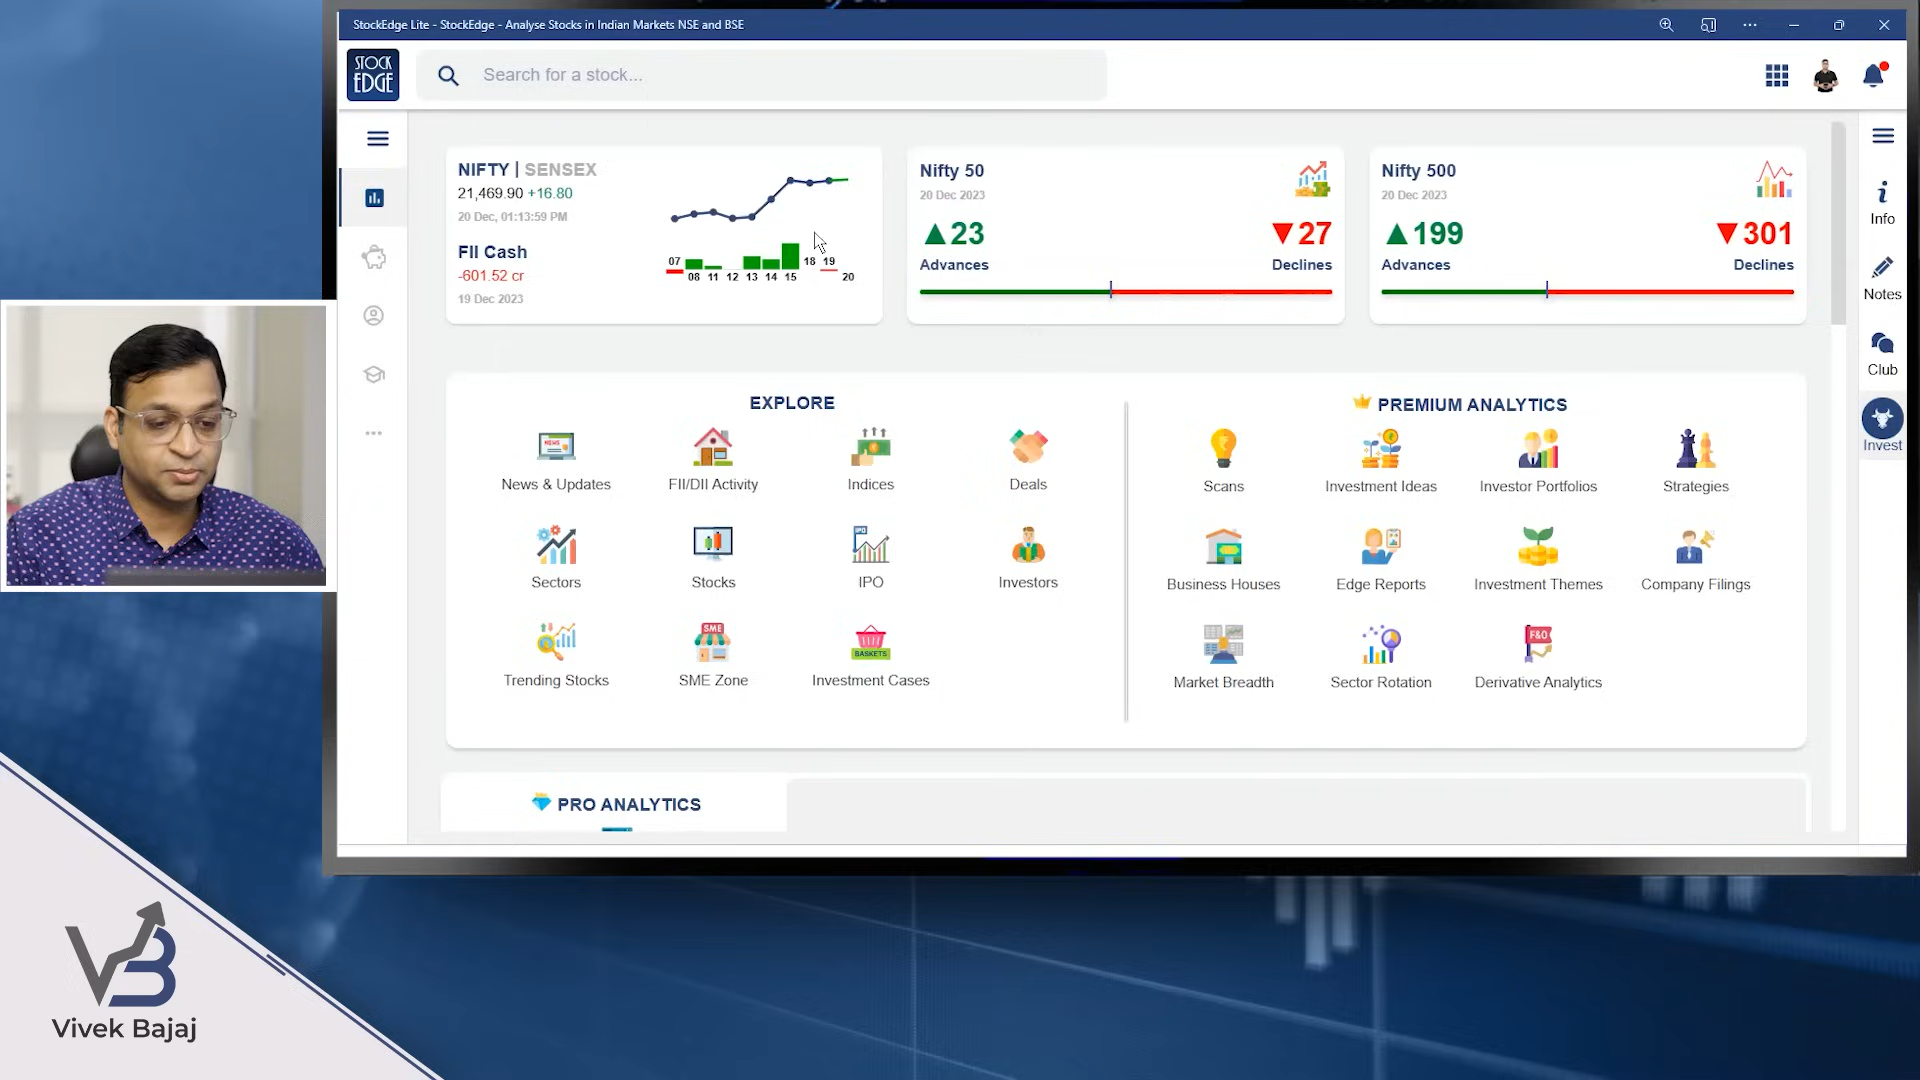 StockEdge Lite - StockEdge - Analyse Stocks in Indian Markets NSE and BSE
STOCK
EDGE
Search for a stock...
NIFTY | SENSEX
21,469.90 +16.80
20 Dec, 01:13:59 PM
FII Cash
-601.52 cr
19 Dec 2023
07 08 11 12 13 14 15 18 19 20
Nifty 50
20 Dec 2023
▲23
▼27
Advances
Declines
Nifty 500
20 Dec 2023
▲199
▼301
Advances
Declines
Info
Notes
Club
Invest
EXPLORE
NEWS
News & Updates
FII/DII Activity
Indices
Deals
Sectors
Stocks
IPO
IPO
Investors
Trending Stocks
SME
SME Zone
BASKETS
Investment Cases
PREMIUM ANALYTICS
Scans
Investment Ideas
Investor Portfolios
Strategies
Business Houses
Edge Reports
Investment Themes
Company Filings
Market Breadth
Sector Rotation
F&O
Derivative Analytics
PRO ANALYTICS
VB
Vivek Bajaj